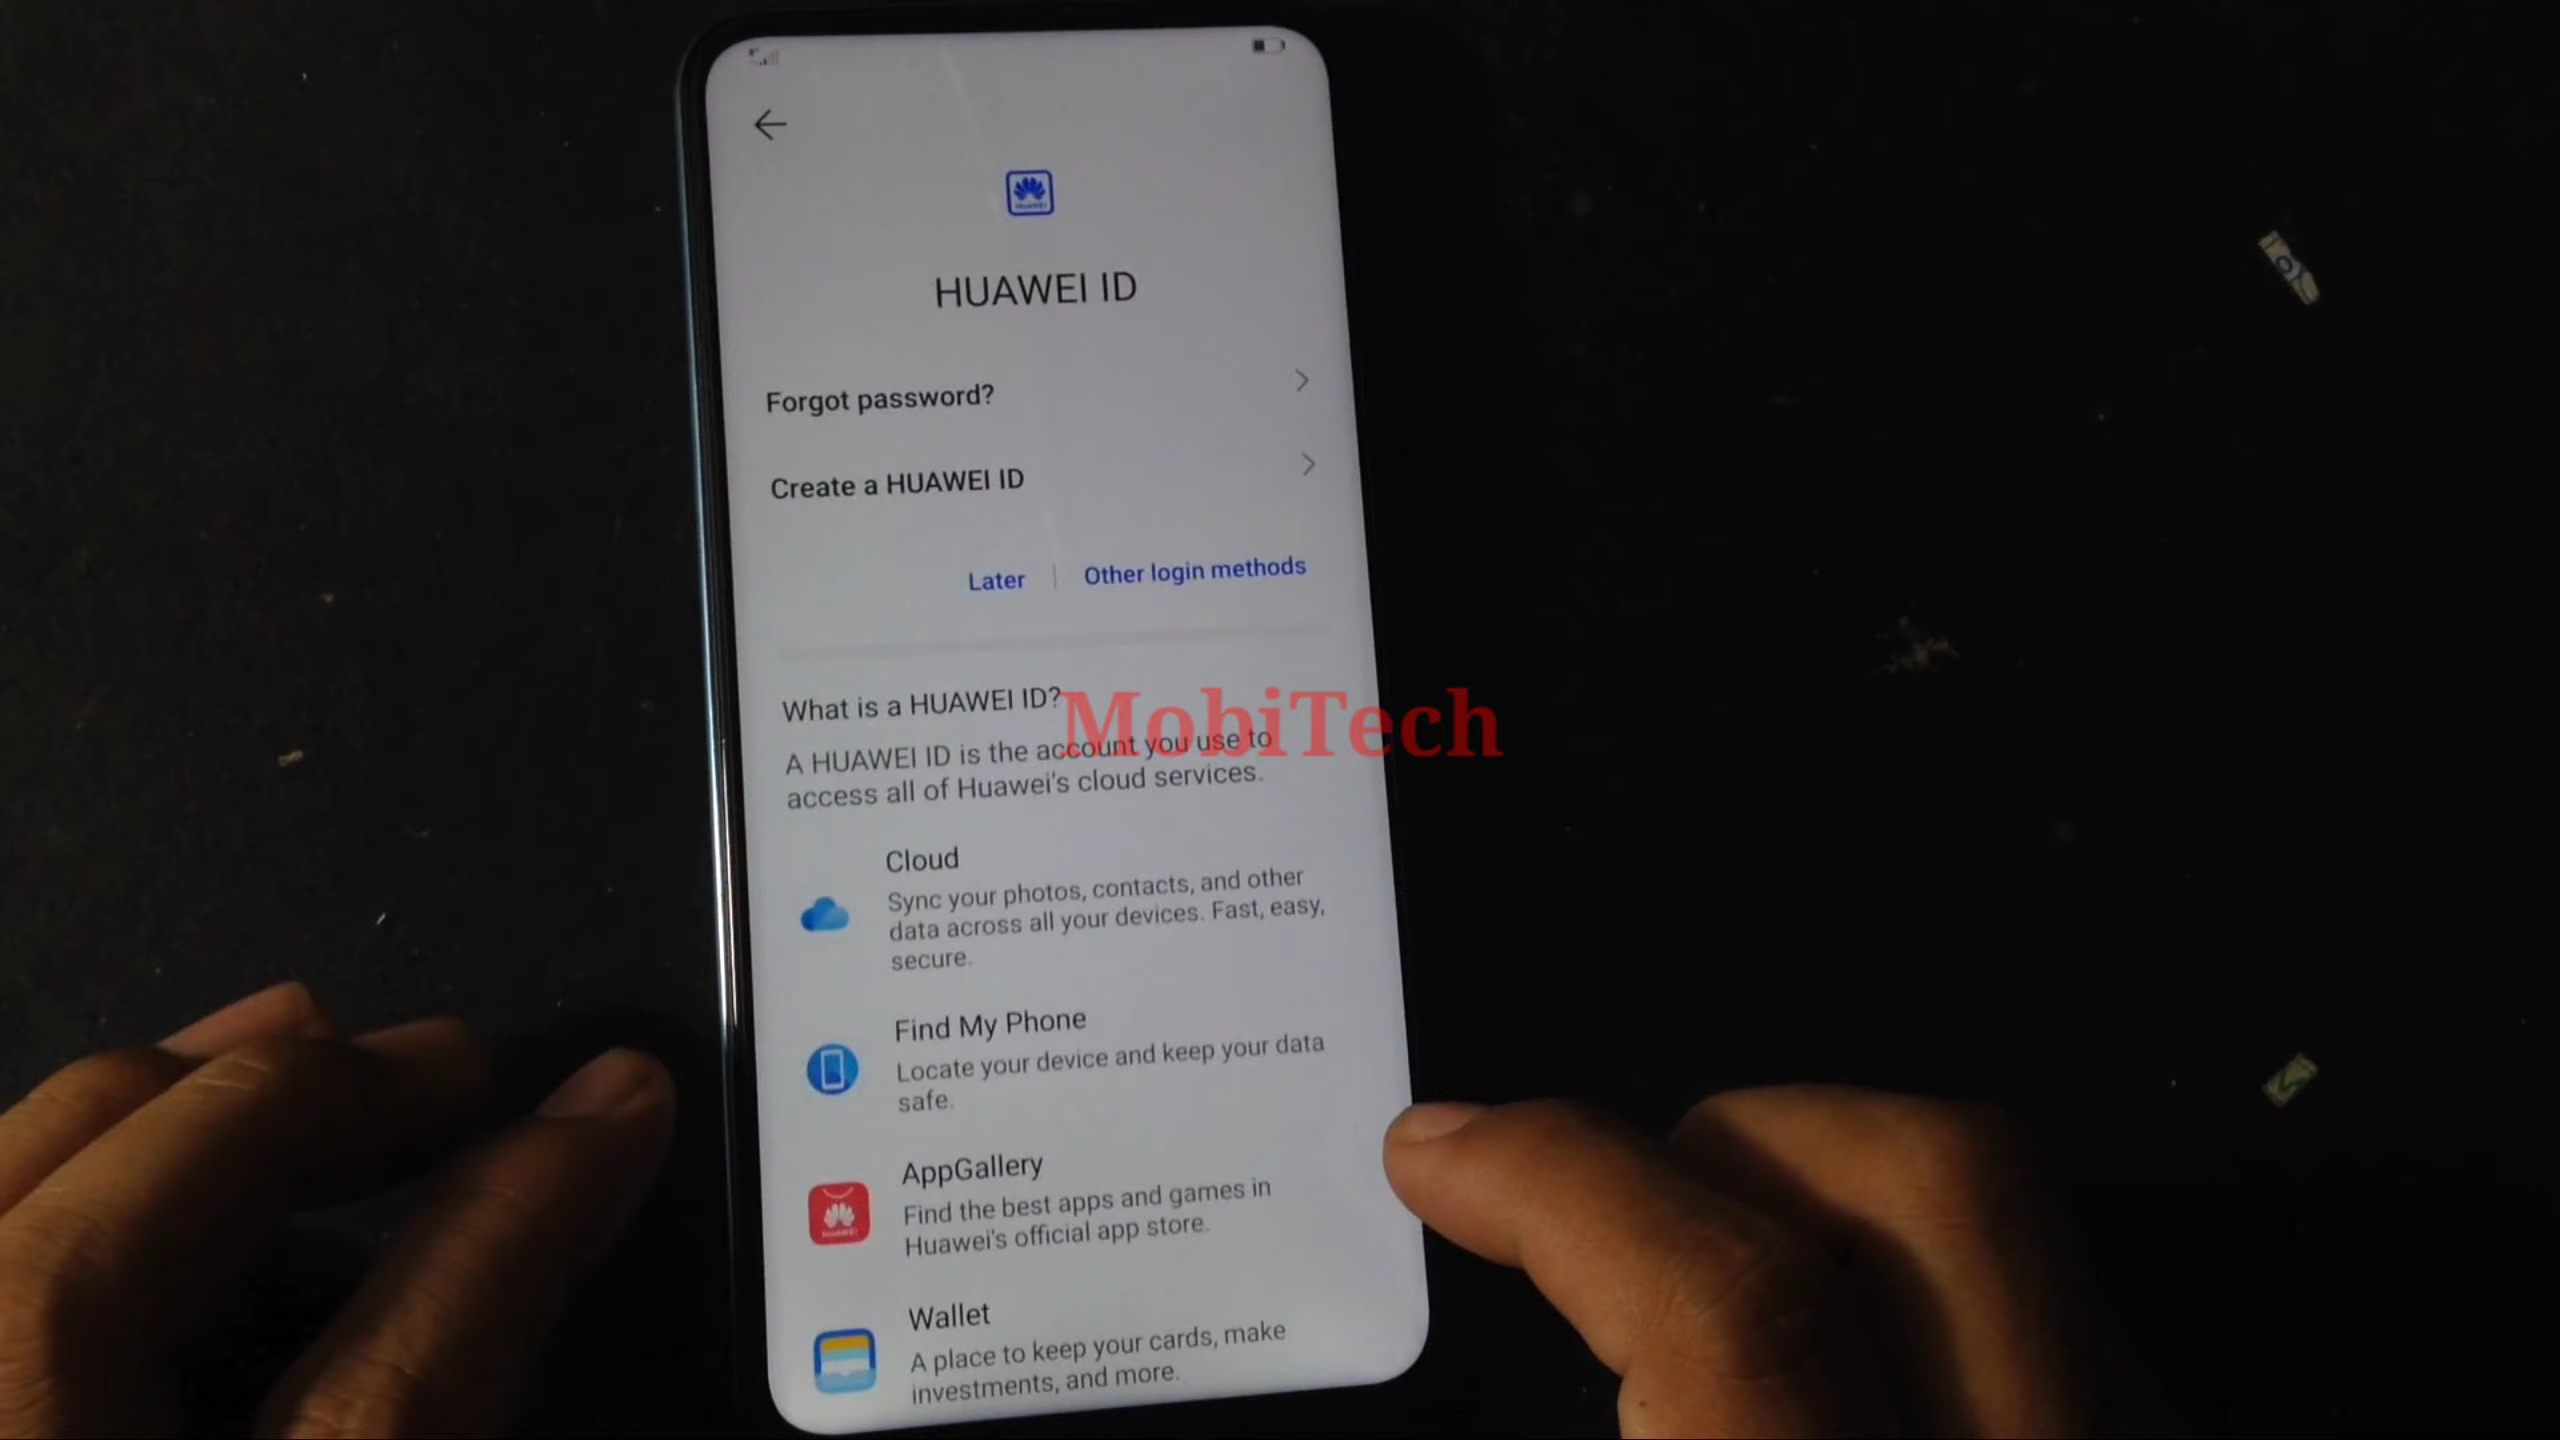 HUAWEI
HUAWEI ID
Forgot password?
Create a HUAWEI ID
Later | Other login methods
What is a HUAWEI ID?
MobiTech
A HUAWEI ID is the account you use to
access all of Huawei's cloud services.
Cloud
Sync your photos, contacts, and other
data across all your devices. Fast, easy,
secure.
Find My Phone
Locate your device and keep your data
safe.
AppGallery
Find the best apps and games in
Huawei's official app store.
HUAWEI
Wallet
A place to keep your cards, make
investments, and more.